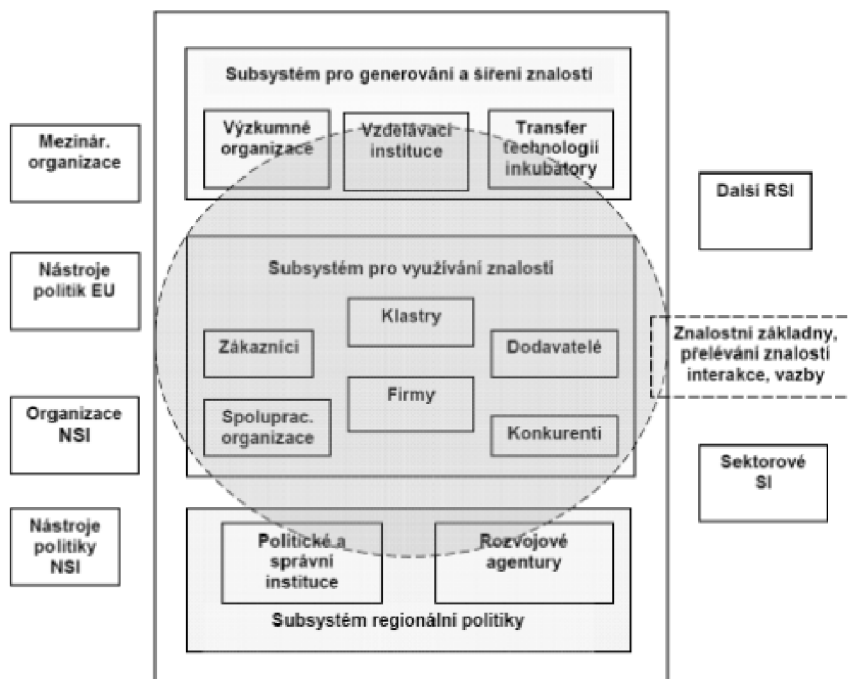 Subsystém pro generování a šíření znalostí
Výzkumné
organizace
Vzdělávací
instituce
Transfer
technologií
inkubátory
Mezinár.
organizace
Nástroje
politik EU
Organizace
NSI
Nástroje
politiky
NSI
Subsystém pro využívání znalostí
Klastry
Zákazníci
Dodavatelé
Firmy
Spoluprac.
organizace
Konkurenti
Politické a
správní
instituce
Rozvojové
agentury
Subsystém regionální politiky
Další RSI
Znalostní základny,
přelévání znalostí
interakce, vazby
Sektorové
SI